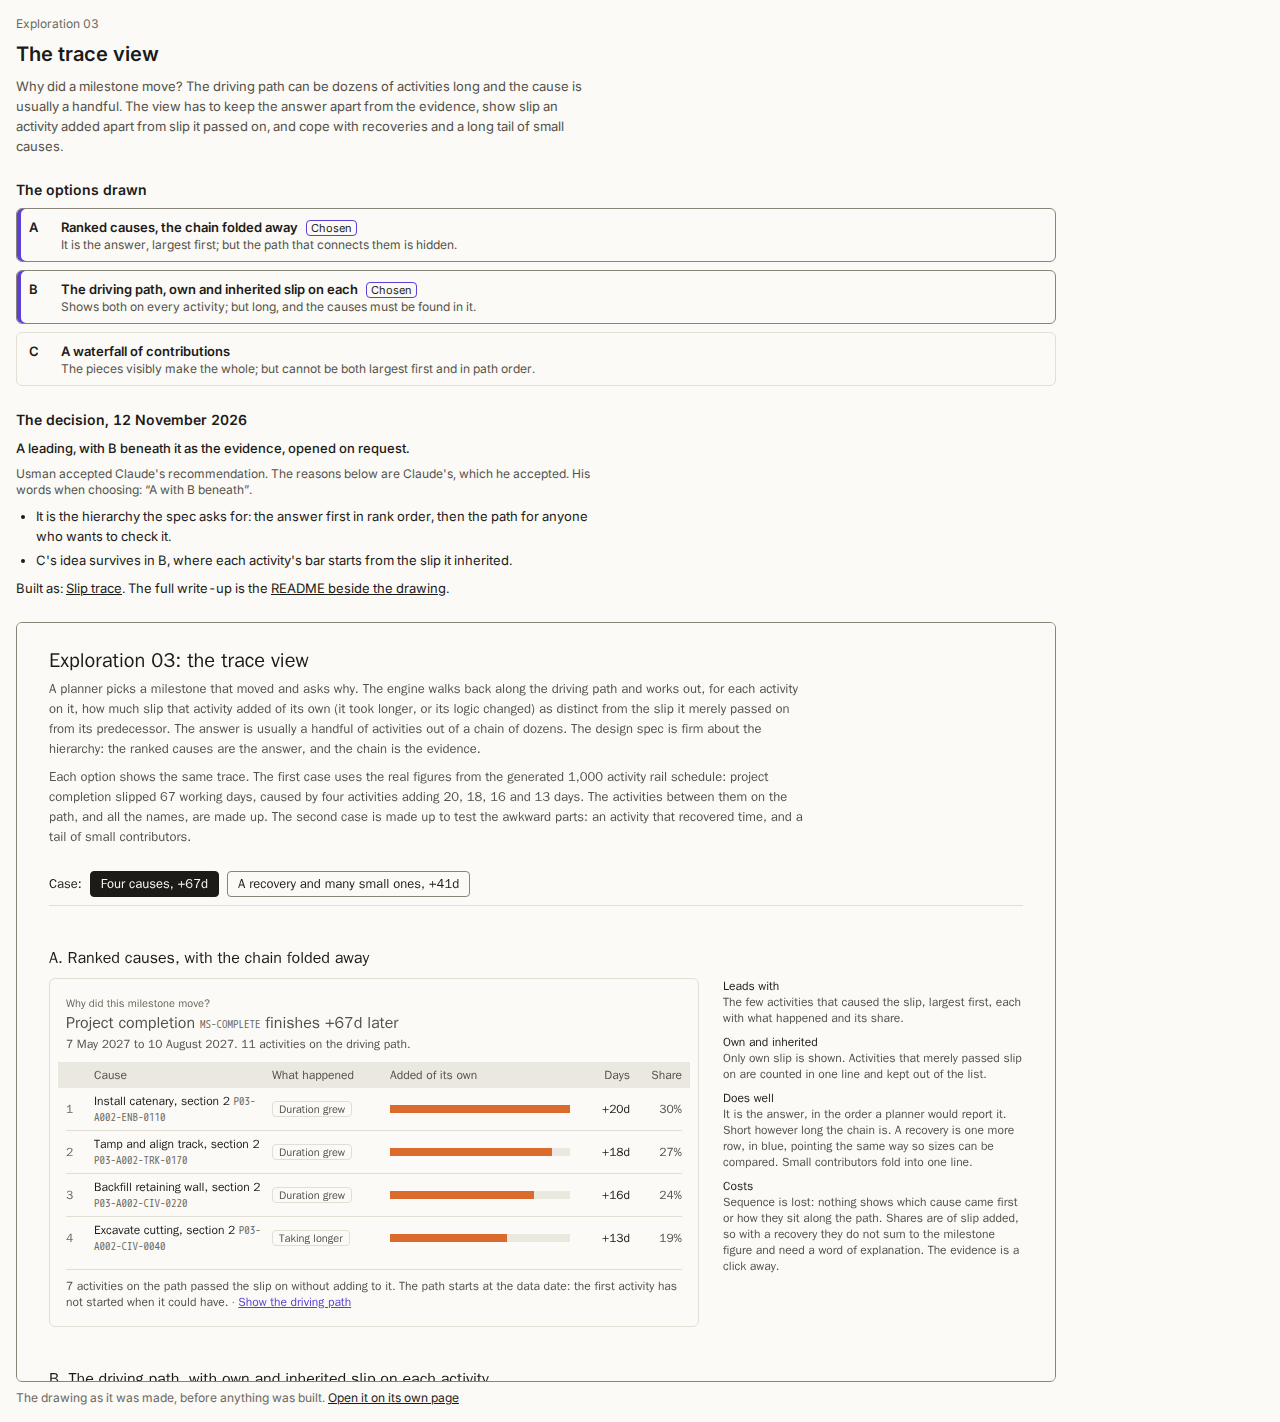 Exploration 03
The trace view
Why did a milestone move? The driving path can be dozens of activities long and the cause is
usually a handful. The view has to keep the answer apart from the evidence, show slip an
activity added apart from slip it passed on, and cope with recoveries and a long tail of small
causes.
The options drawn
A Ranked causes, the chain folded away Chosen
It is the answer, largest first; but the path that connects them is hidden.
B The driving path, own and inherited slip on each Chosen
Shows both on every activity; but long, and the causes must be found in it.
C A waterfall of contributions
The pieces visibly make the whole; but cannot be both largest first and in path order.
The decision, 12 November 2026
A leading, with B beneath it as the evidence, opened on request.
Usman accepted Claude's recommendation. The reasons below are Claude's, which he accepted. His
words when choosing: “A with B beneath”.
• It is the hierarchy the spec asks for: the answer first in rank order, then the path for anyone
who wants to check it.
• C's idea survives in B, where each activity's bar starts from the slip it inherited.
Built as: Slip trace. The full write-up is the README beside the drawing.
Exploration 03: the trace view
A planner picks a milestone that moved and asks why. The engine walks back along the driving path and works out, for each activity
on it, how much slip that activity added of its own (it took longer, or its logic changed) as distinct from the slip it merely passed on
from its predecessor. The answer is usually a handful of activities out of a chain of dozens. The design spec is firm about the
hierarchy: the ranked causes are the answer, and the chain is the evidence.
Each option shows the same trace. The first case uses the real figures from the generated 1,000 activity rail schedule: project
completion slipped 67 working days, caused by four activities adding 20, 18, 16 and 13 days. The activities between them on the
path, and all the names, are made up. The second case is made up to test the awkward parts: an activity that recovered time, and a
tail of small contributors.
Case: Four causes, +67d A recovery and many small ones, +41d
A. Ranked causes, with the chain folded away
Why did this milestone move?
Project completion MS-COMPLETE finishes +67d later
7 May 2027 to 10 August 2027. 11 activities on the driving path.
Cause What happened Added of its own Days Share
1 Install catenary, section 2 P03-
A002-ENB-0110 Duration grew +20d 30%
2 Tamp and align track, section 2
P03-A002-TRK-0170 Duration grew +18d 27%
3 Backfill retaining wall, section 2
P03-A002-CIV-0220 Duration grew +16d 24%
4 Excavate cutting, section 2 P03-
A002-CIV-0040 Taking longer +13d 19%
7 activities on the path passed the slip on without adding to it. The path starts at the data date: the first activity has
not started when it could have. · Show the driving path
Leads with
The few activities that caused the slip, largest first, each
with what happened and its share.
Own and inherited
Only own slip is shown. Activities that merely passed slip
on are counted in one line and kept out of the list.
Does well
It is the answer, in the order a planner would report it.
Short however long the chain is. A recovery is one more
row, in blue, pointing the same way so sizes can be
compared. Small contributors fold into one line.
Costs
Sequence is lost: nothing shows which cause came first
or how they sit along the path. Shares are of slip added,
so with a recovery they do not sum to the milestone
figure and need a word of explanation. The evidence is a
click away.
B. The driving path, with own and inherited slip on each activity
The drawing as it was made, before anything was built. Open it on its own page